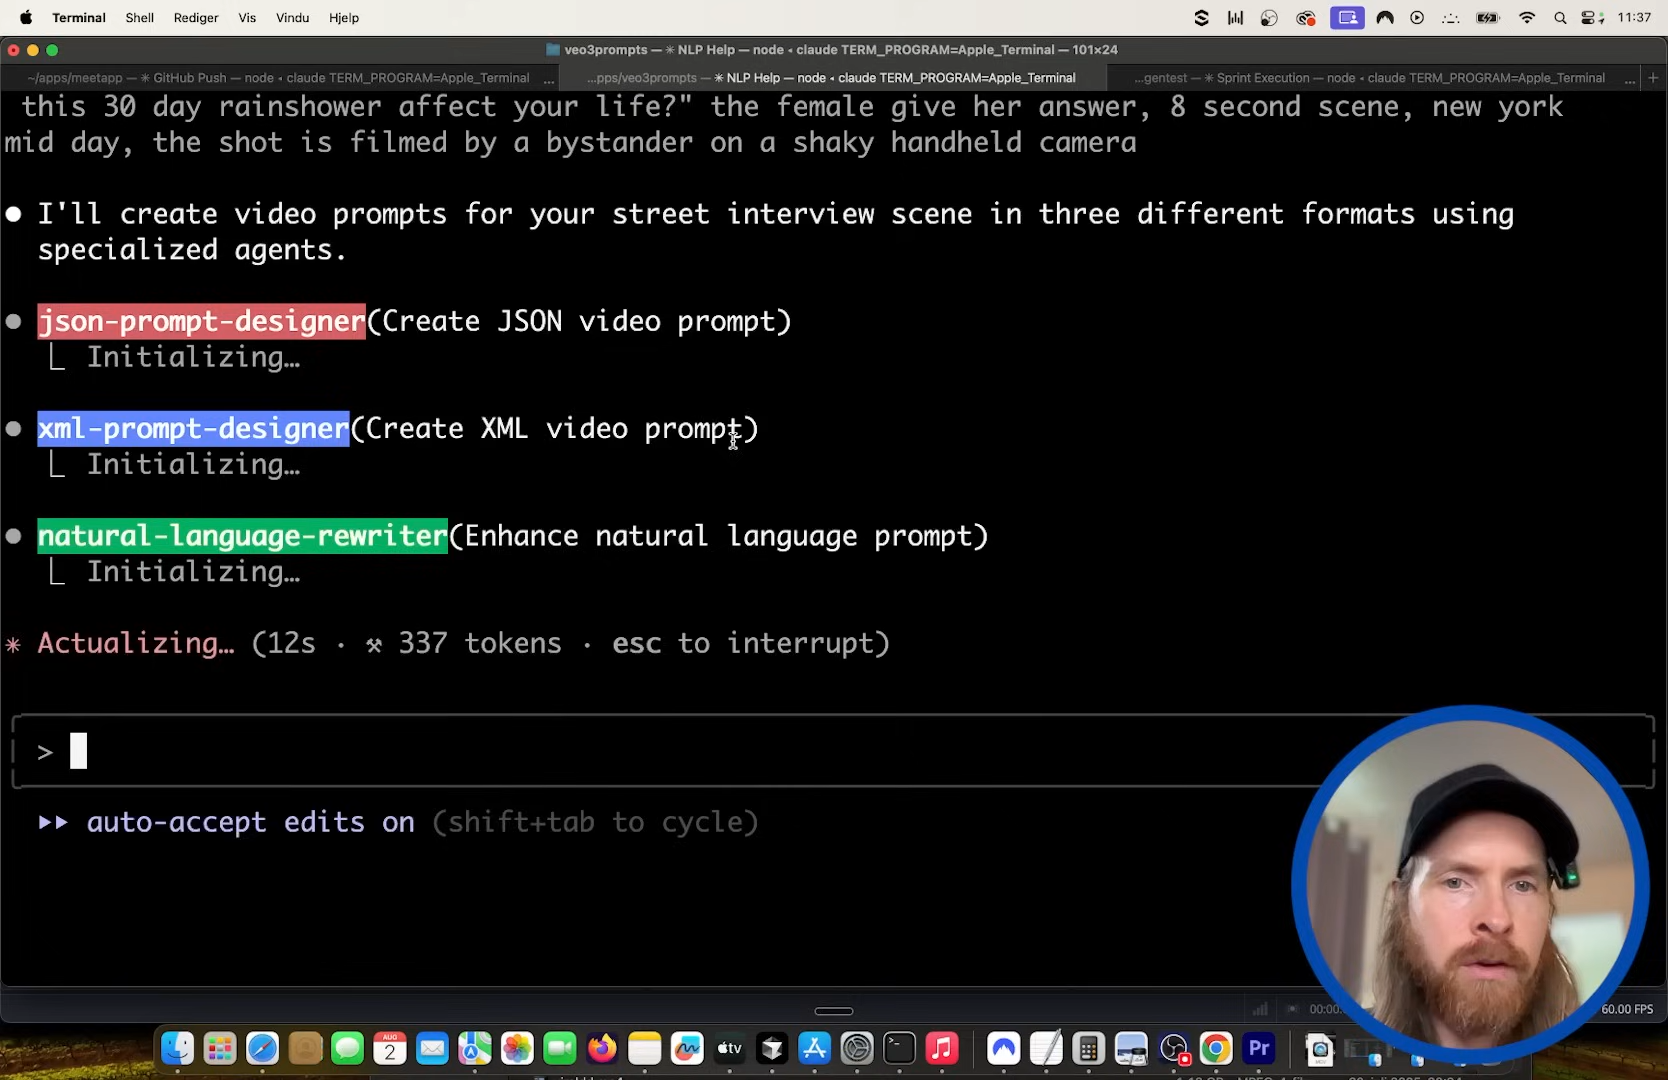 Terminal Shell Rediger Vis Vindu Hjelp 11:37
veo3prompts — ✳ NLP Help — node ◂ claude TERM_PROGRAM=Apple_Terminal — 101×24
~/apps/meetapp — ✳ GitHub Push — node ◂ claude TERM_PROGRAM=Apple_Terminal ... ...pps/veo3prompts — ✳ NLP Help — node ◂ claude TERM_PROGRAM=Apple_Terminal ...gentest — ✳ Sprint Execution — node ◂ claude TERM_PROGRAM=Apple_Terminal ... +
this 30 day rainshower affect your life?" the female give her answer, 8 second scene, new york
mid day, the shot is filmed by a bystander on a shaky handheld camera
● I'll create video prompts for your street interview scene in three different formats using
specialized agents.
● json-prompt-designer(Create JSON video prompt)
⎿ Initializing…
● xml-prompt-designer(Create XML video prompt)
⎿ Initializing…
● natural-language-rewriter(Enhance natural language prompt)
⎿ Initializing…
✳ Actualizing… (12s · ⚒ 337 tokens · esc to interrupt)
>
⏵⏵ auto-accept edits on (shift+tab to cycle)
60.00 FPS
AUG
2
tv
Pr